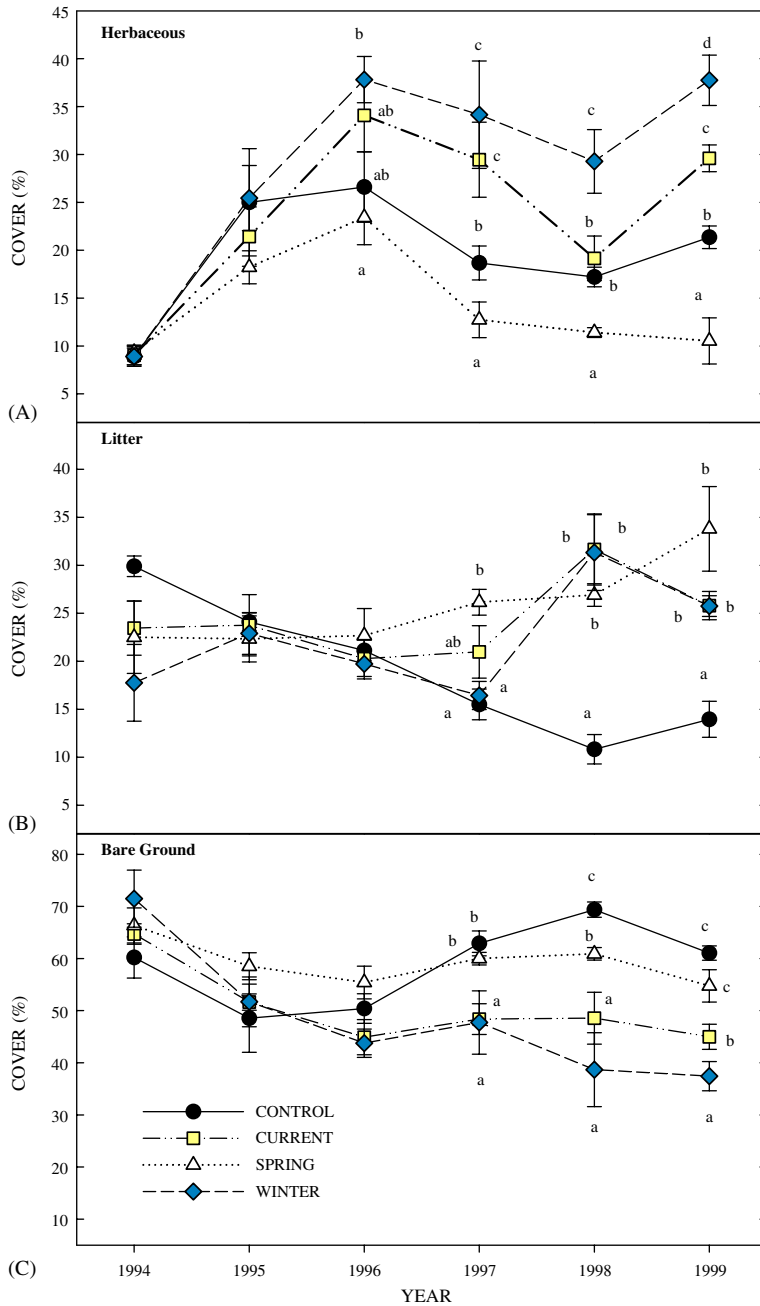 45
Herbaceous
b
c
d
40
35
ab
c
c
30
c
ab
25
b
b
b
COVER (%)
20
b
15
a
a
10
a
a
5
(A)
Litter
40
b
35
b
b
30
b
25
b
b
b
COVER (%)
ab
20
a
a
15
a
a
10
5
(B)
Bare Ground
80
c
70
b
c
b
b
60
c
COVER (%)
50
a
a
b
40
a
30
CONTROL
a
a
CURRENT
20
SPRING
WINTER
10
(C)
1994
1995
1996
1997
1998
1999
YEAR